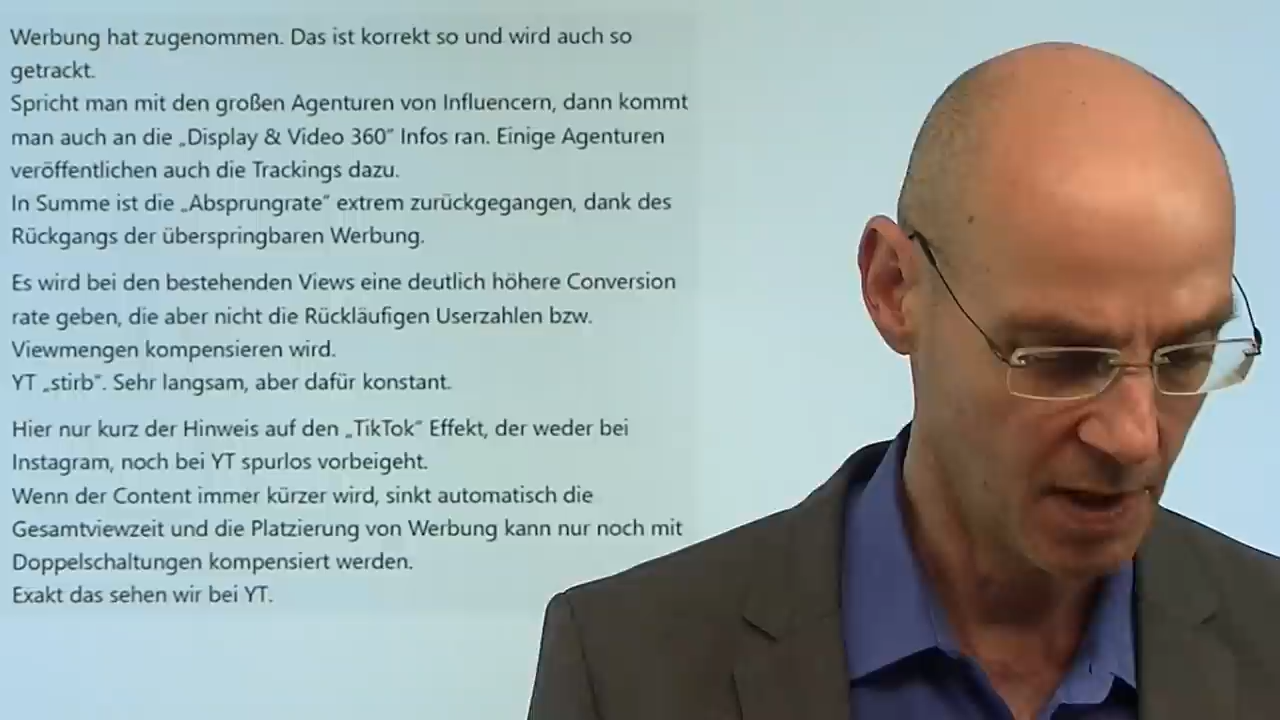 Werbung hat zugenommen. Das ist korrekt so und wird auch so
getrackt.
Spricht man mit den großen Agenturen von Influencern, dann kommt
man auch an die „Display & Video 360“ Infos ran. Einige Agenturen
veröffentlichen auch die Trackings dazu.
In Summe ist die „Absprungrate“ extrem zurückgegangen, dank des
Rückgangs der überspringbaren Werbung.
Es wird bei den bestehenden Views eine deutlich höhere Conversion
rate geben, die aber nicht die Rückläufigen Userzahlen bzw.
Viewmengen kompensieren wird.
YT „stirb“. Sehr langsam, aber dafür konstant.
Hier nur kurz der Hinweis auf den „TikTok“ Effekt, der weder bei
Instagram, noch bei YT spurlos vorbeigeht.
Wenn der Content immer kürzer wird, sinkt automatisch die
Gesamtviewzeit und die Platzierung von Werbung kann nur noch mit
Doppelschaltungen kompensiert werden.
Exakt das sehen wir bei YT.